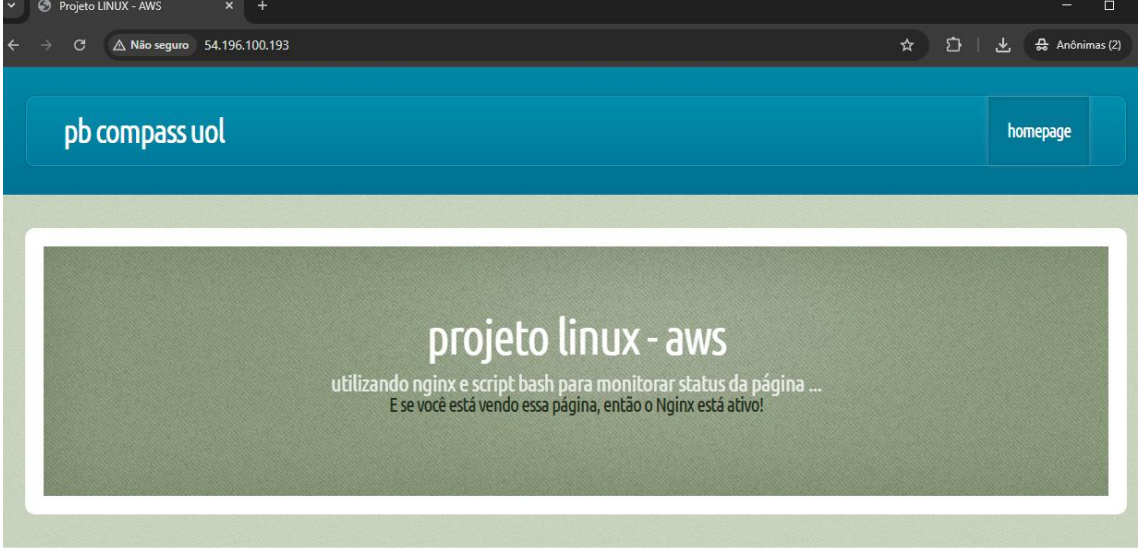 Projeto LINUX - AWS
Não seguro 54.196.100.193
Anônimas (2)
pb compass uol
homepage
projeto linux - aws
utilizando nginx e script bash para monitorar status da página ...
E se você está vendo essa página, então o Nginx está ativo!